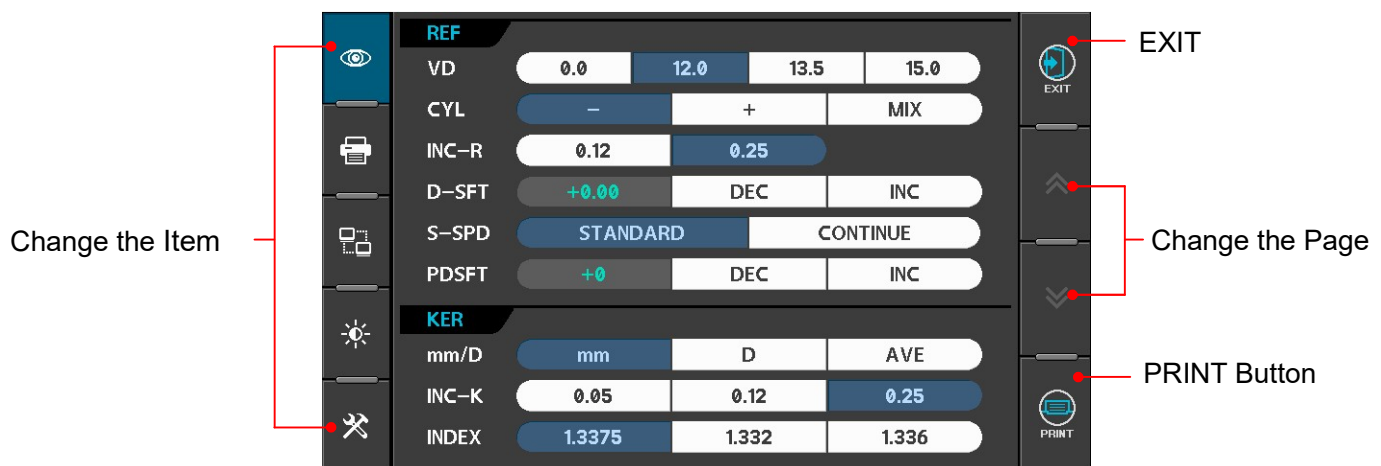 REF
VD 0.0 12.0 13.5 15.0
CYL − + MIX
INC−R 0.12 0.25
D−SFT +0.00 DEC INC
S−SPD STANDARD CONTINUE
PDSFT +0 DEC INC
KER
mm/D mm D AVE
INC−K 0.05 0.12 0.25
INDEX 1.3375 1.332 1.336
EXIT
PRINT
Change the Item
EXIT
Change the Page
PRINT Button